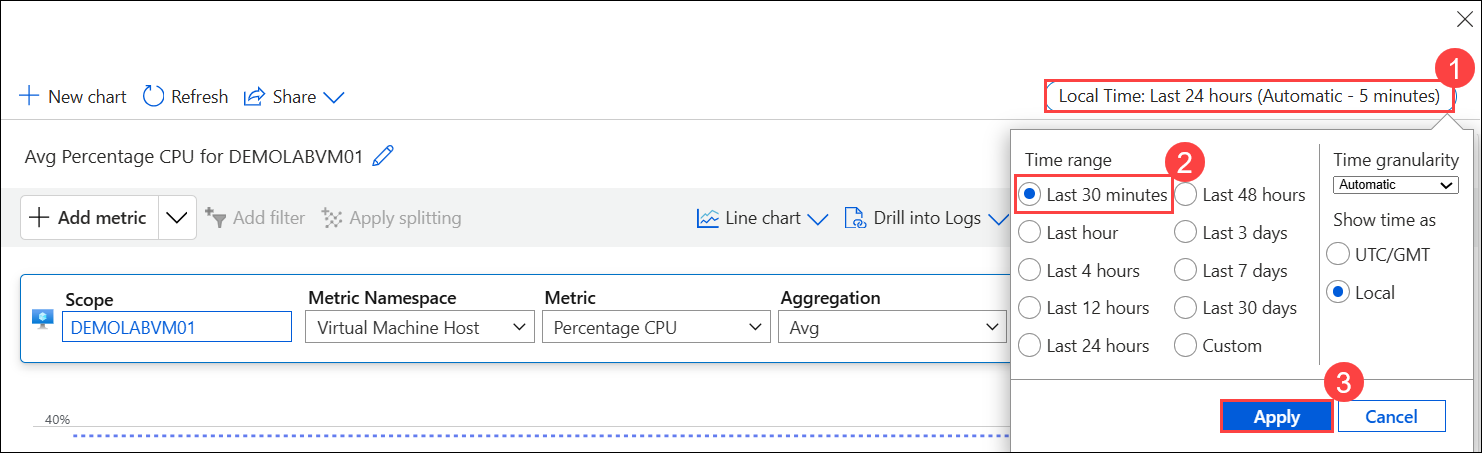 1
New chart Refresh Share Local Time: Last 24 hours (Automatic - 5 minutes)
Avg Percentage CPU for DEMOLABVM01
Add metric Add filter Apply splitting Line chart Drill into Logs
Time range 2 Time granularity
Last 30 minutes Last 48 hours Automatic
Last hour Last 3 days Show time as
Last 4 hours Last 7 days UTC/GMT
Last 12 hours Last 30 days Local
Last 24 hours Custom
Scope Metric Namespace Metric Aggregation
DEMOLABVM01 Virtual Machine Host Percentage CPU Avg
3
Apply Cancel
40%